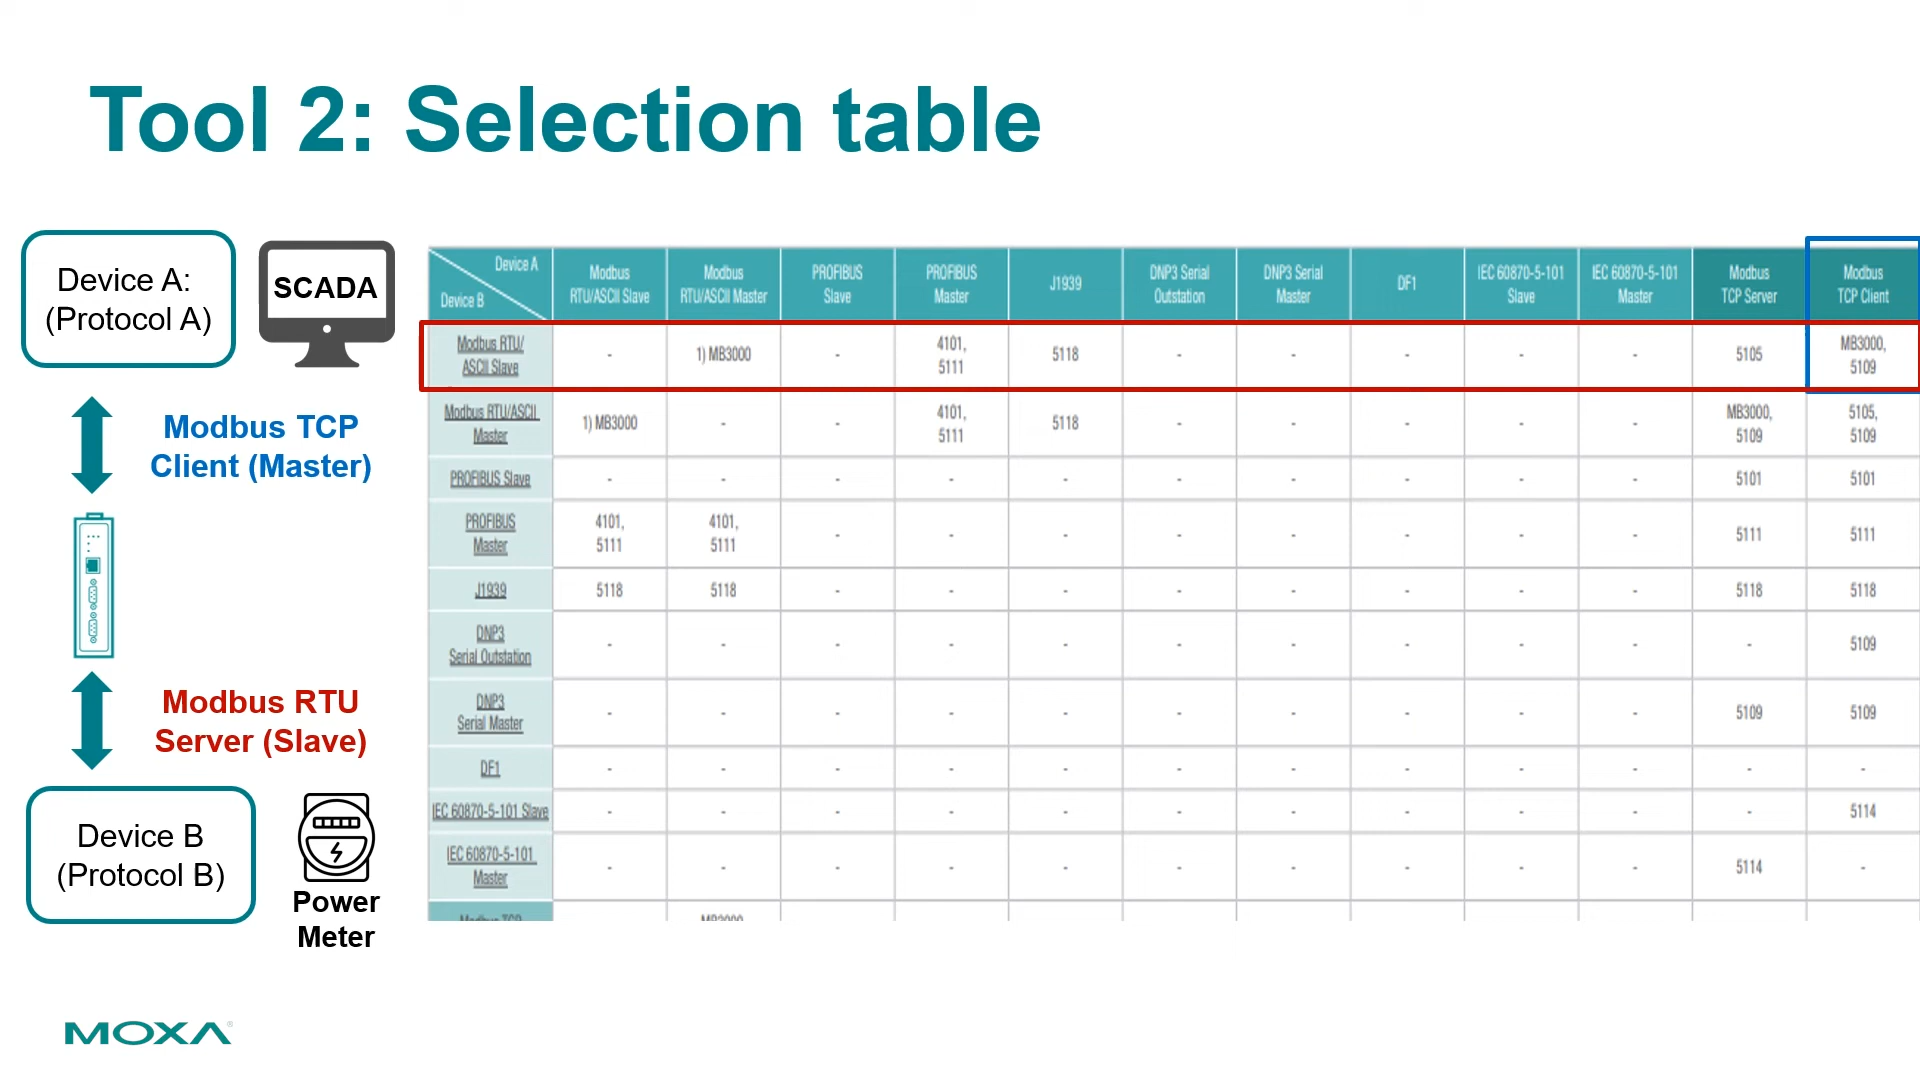 Tool 2: Selection table
Device A:
(Protocol A)
SCADA
Modbus TCP
Client (Master)
Modbus RTU
Server (Slave)
Device B
(Protocol B)
Power
Meter
MOXA
Device A
Device B
Modbus RTU/ASCII Slave
Modbus RTU/ASCII Master
PROFIBUS Slave
PROFIBUS Master
J1939
DNP3 Serial Outstation
DNP3 Serial Master
DF1
IEC 60870-5-101 Slave
IEC 60870-5-101 Master
Modbus TCP Server
Modbus TCP Client
Modbus RTU/ ASCII Slave - 1) MB3000 - 4101, 5111 5118 - - - - - 5105 MB3000, 5109
Modbus RTU/ASCII Master 1) MB3000 - - 4101, 5111 5118 - - - - - MB3000, 5109 5105, 5109
PROFIBUS Slave - - - - - - - - - - 5101 5101
PROFIBUS Master 4101, 5111 4101, 5111 - - - - - - - - 5111 5111
J1939 5118 5118 - - - - - - - - 5118 5118
DNP3 Serial Outstation - - - - - - - - - - - 5109
DNP3 Serial Master - - - - - - - - - - 5109 5109
DF1 - - - - - - - - - - - -
IEC 60870-5-101 Slave - - - - - - - - - - - 5114
IEC 60870-5-101 Master - - - - - - - - - - 5114 -
Modbus TCP MB3000